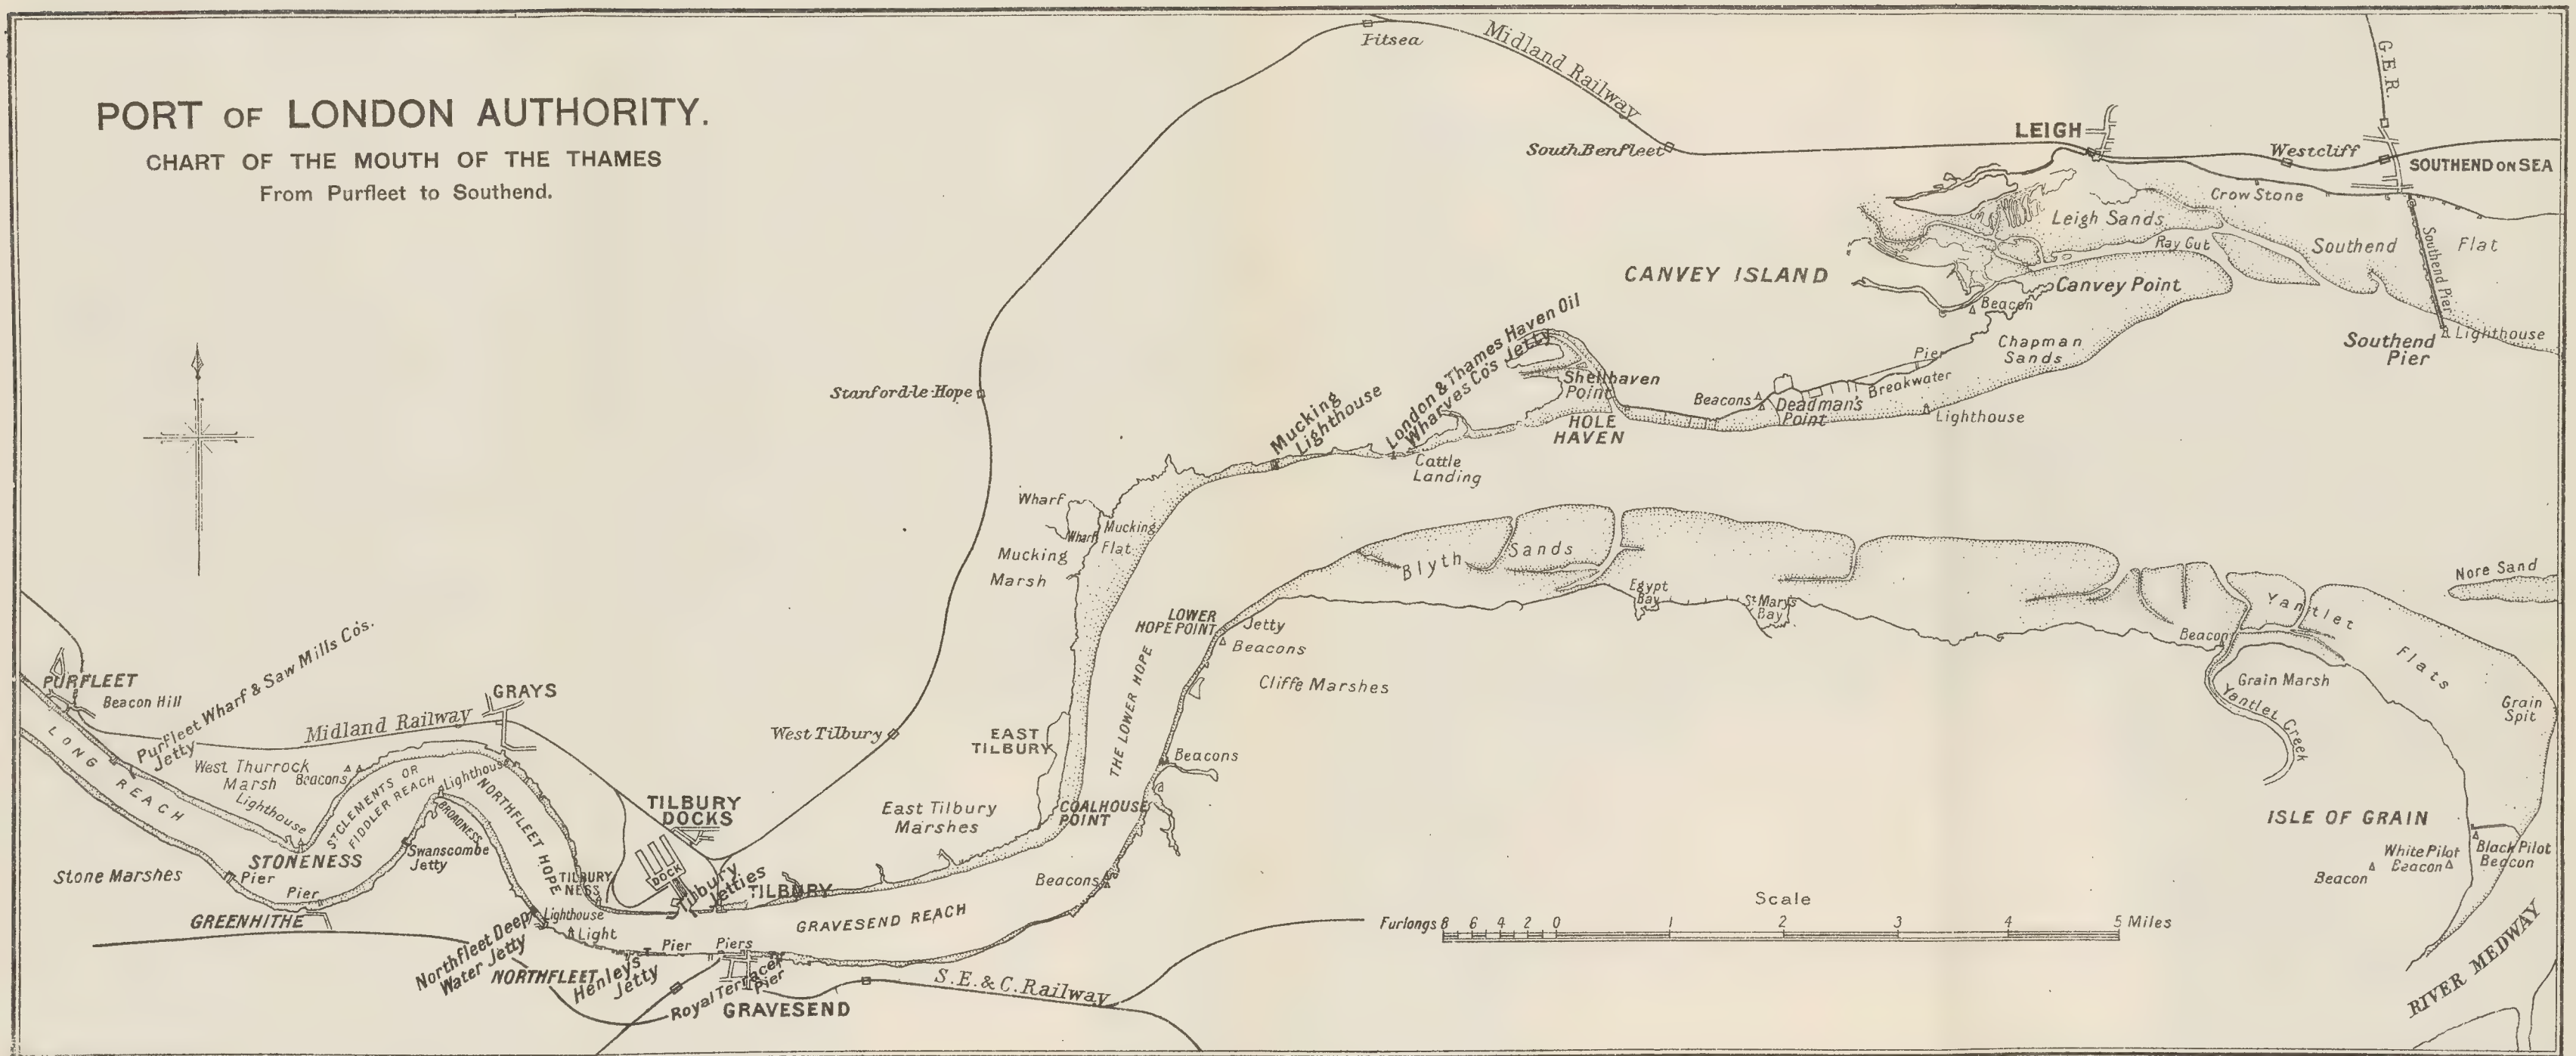 PORT OF LONDON AUTHORITY.
CHART OF THE MOUTH OF THE THAMES
From Purfleet to Southend.
Pitsea
Midland Railway
South Benfleet
G.E.R.
LEIGH
Westcliff
SOUTHEND ON SEA
Crow Stone
Leigh Sands
Ray Gut
Southend Flat
Southend Pier
Lighthouse
Southend
Pier
CANVEY ISLAND
Canvey Point
Beacon
Chapman
Sands
Pier
Breakwater
Beacons
Deadman's
Point
Lighthouse
London & Thames Haven Oil
Wharves Co's Jetty
Shellhaven
Point
HOLE
HAVEN
Mucking
Lighthouse
Cattle
Landing
Stanford-le-Hope
Wharf
Wharf
Mucking
Flat
Mucking
Marsh
Blyth Sands
Egypt
Bay
St Mary's
Bay
Nore Sand
Yantlet Flats
Beacon
Grain Marsh
Yantlet Creek
Grain
Spit
ISLE OF GRAIN
White Pilot
Beacon
Black Pilot
Beacon
Beacon
RIVER MEDWAY
LOWER
HOPE POINT
Jetty
Beacons
Cliffe Marshes
THE LOWER HOPE
Beacons
EAST
TILBURY
West Tilbury
East Tilbury
Marshes
COALHOUSE
POINT
Beacons
PURFLEET
Beacon Hill
Purfleet Wharf & Saw Mills Co's.
Jetty
LONG REACH
Midland Railway
GRAYS
West Thurrock
Marsh
Beacons
Lighthouse
ST CLEMENTS OR
FIDDLER REACH
Lighthouse
BROADNESS
NORTHFLEET HOPE
STONENESS
Swanscombe
Jetty
Stone Marshes
Pier
Pier
GREENHITHE
TILBURY
DOCKS
DOCK
Tilbury
Jetties
TILBURY
TILBURY
NESS
Lighthouse
Light
GRAVESEND REACH
Northfleet Deep
Water Jetty
NORTHFLEET
Henleys
Jetty
Pier
Piers
Royal Terrace
Pier
GRAVESEND
S.E. & C. Railway
Scale
Furlongs 8 6 4 2 0 1 2 3 4 5 Miles